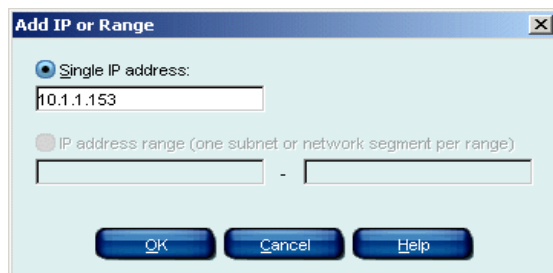 Add IP or Range
Single IP address:
10.1.1.153
IP address range (one subnet or network segment per range)
-
OK Cancel Help